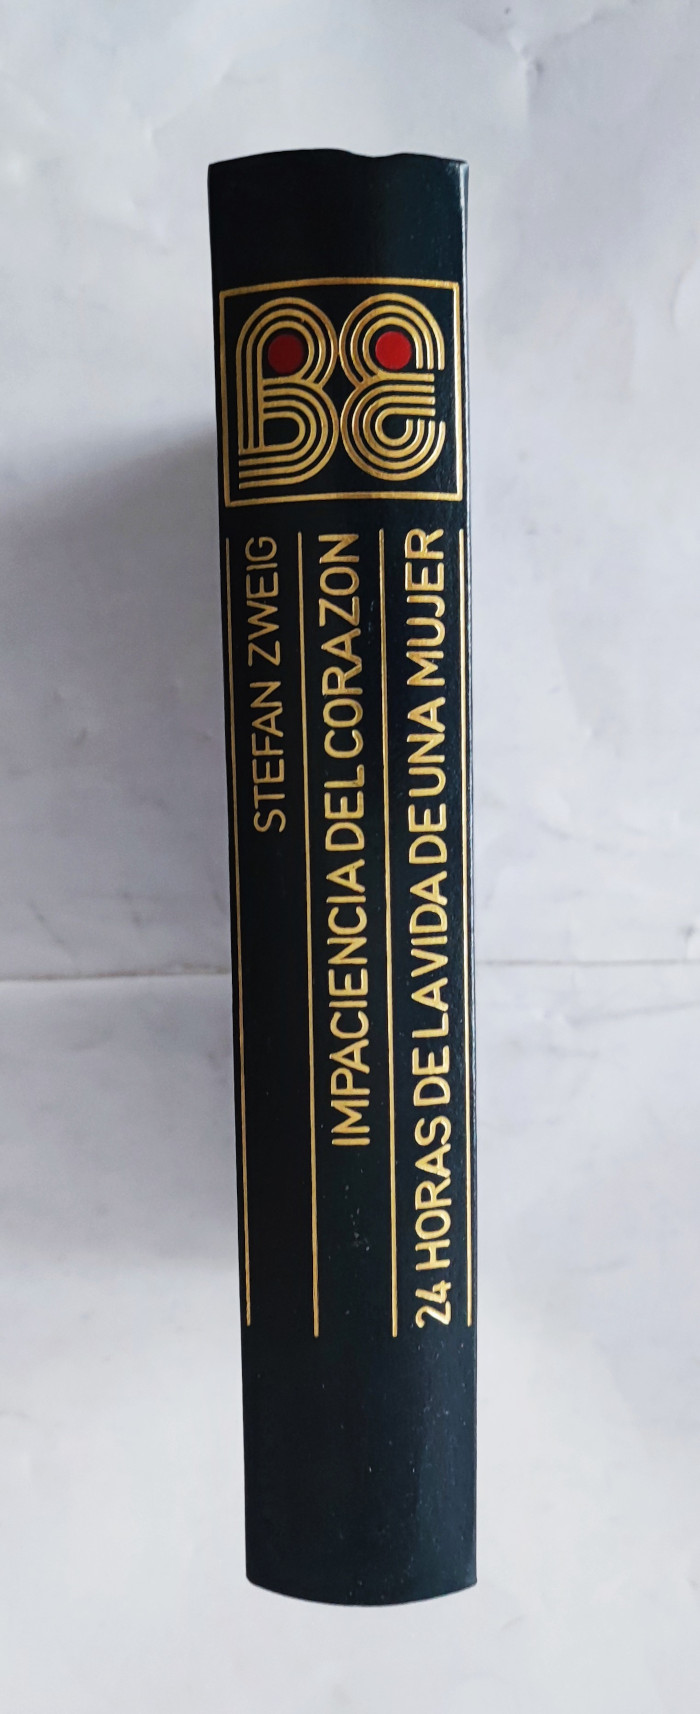 STEFAN ZWEIG
IMPACIENCIA DEL CORAZON
24 HORAS DE LA VIDA DE UNA MUJER